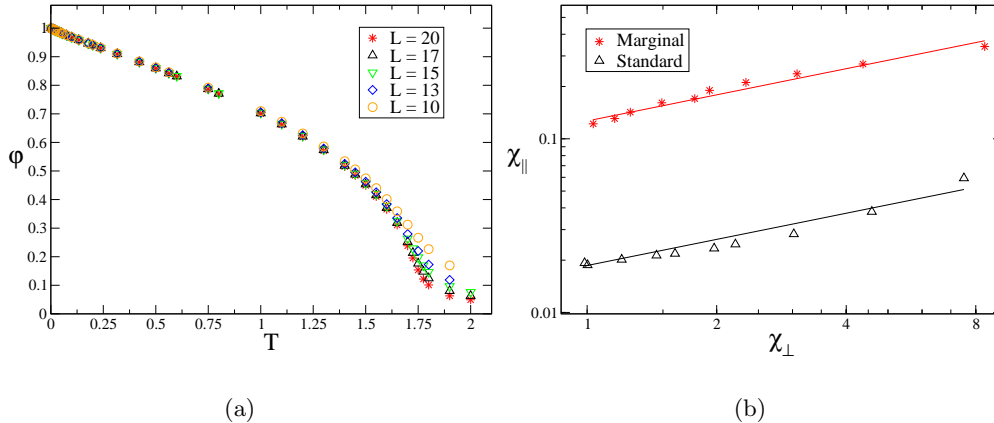 1
0.9
0.8
0.7
0.6
0.5
0.4
0.3
0.2
0.1
0
φ
0 0.25 0.5 0.75 1 1.25 1.5 1.75 2
T
L = 20
L = 17
L = 15
L = 13
L = 10
(a)
Marginal
Standard
0.1
0.01
χ∥
1 2 4 8
χ⊥
(b)